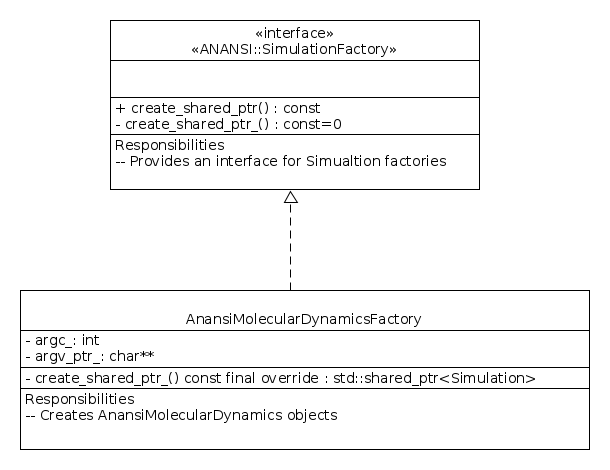 «interface»
«ANANSI::SimulationFactory»
+ create_shared_ptr() : const
- create_shared_ptr_() : const=0
Responsibilities
-- Provides an interface for Simualtion factories
AnansiMolecularDynamicsFactory
- argc_: int
- argv_ptr_: char**
- create_shared_ptr_() const final override : std::shared_ptr<Simulation>
Responsibilities
-- Creates AnansiMolecularDynamics objects